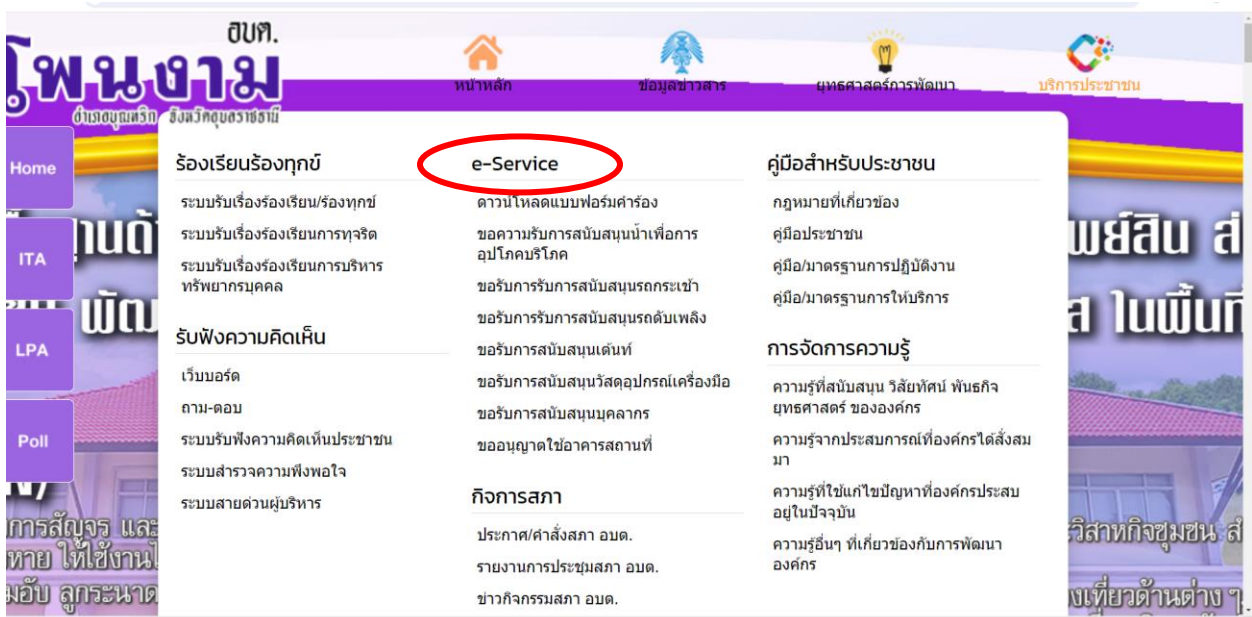 อบต.
โพนงาม
อำเภอบุณฑริก จังหวัดอุบลราชธานี
หน้าหลัก
ข้อมูลข่าวสาร
ยุทธศาสตร์การพัฒนา
บริการประชาชน
Home
ITA
LPA
Poll
ร้องเรียนร้องทุกข์
ระบบรับเรื่องร้องเรียน/ร้องทุกข์
ระบบรับเรื่องร้องเรียนการทุจริต
ระบบรับเรื่องร้องเรียนการบริหาร
ทรัพยากรบุคคล
รับฟังความคิดเห็น
เว็บบอร์ด
ถาม-ตอบ
ระบบรับฟังความคิดเห็นประชาชน
ระบบสำรวจความพึงพอใจ
ระบบสายด่วนผู้บริหาร
e-Service
ดาวน์โหลดแบบฟอร์มคำร้อง
ขอความรับการสนับสนุนน้ำเพื่อการ
อุปโภคบริโภค
ขอรับการรับการสนับสนุนรถกระเช้า
ขอรับการรับการสนับสนุนรถดับเพลิง
ขอรับการสนับสนุนเต้นท์
ขอรับการสนับสนุนวัสดุอุปกรณ์เครื่องมือ
ขอรับการสนับสนุนบุคลากร
ขออนุญาตใช้อาคารสถานที่
กิจการสภา
ประกาศ/คำสั่งสภา อบต.
รายงานการประชุมสภา อบต.
ข่าวกิจกรรมสภา อบต.
คู่มือสำหรับประชาชน
กฎหมายที่เกี่ยวข้อง
คู่มือประชาชน
คู่มือ/มาตรฐานการปฏิบัติงาน
คู่มือ/มาตรฐานการให้บริการ
การจัดการความรู้
ความรู้ที่สนับสนุน วิสัยทัศน์ พันธกิจ
ยุทธศาสตร์ ขององค์กร
ความรู้จากประสบการณ์ที่องค์กรได้สั่งสม
มา
ความรู้ที่ใช้แก้ไขปัญหาที่องค์กรประสบ
อยู่ในปัจจุบัน
ความรู้อื่นๆ ที่เกี่ยวข้องกับการพัฒนา
องค์กร